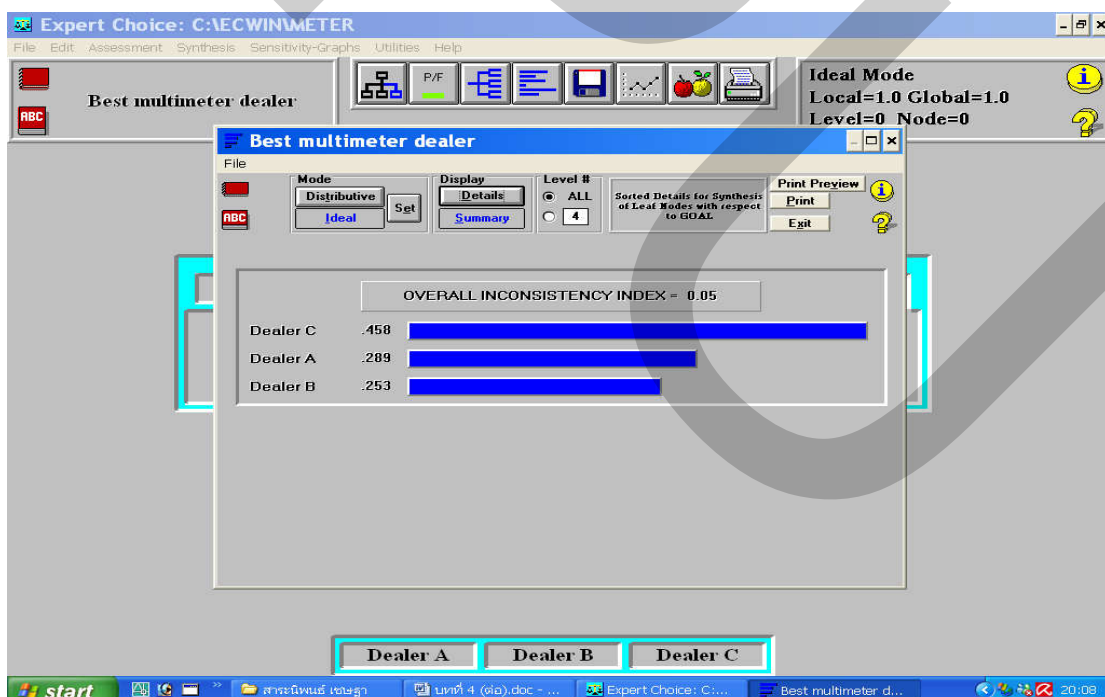 Expert Choice: C:\ECWIN\METER
File Edit Assessment Synthesis Sensitivity-Graphs Utilities Help
ABC
Best multimeter dealer
P/F
Ideal Mode
Local=1.0 Global=1.0
Level=0 Node=0
Best multimeter dealer
File
ABC
Mode
Distributive
Ideal
Set
Display
Details
Summary
Level #
ALL
4
Sorted Details for Synthesis
of Leaf Nodes with respect
to GOAL
Print Preview
Print
Exit
OVERALL INCONSISTENCY INDEX = 0.05
Dealer C .458
Dealer A .289
Dealer B .253
Dealer A Dealer B Dealer C
start สาระนิพนธ์ เชษฐา บทที่ 4 (ต่อ).doc - ... Expert Choice: C:... Best multimeter d... 20:08